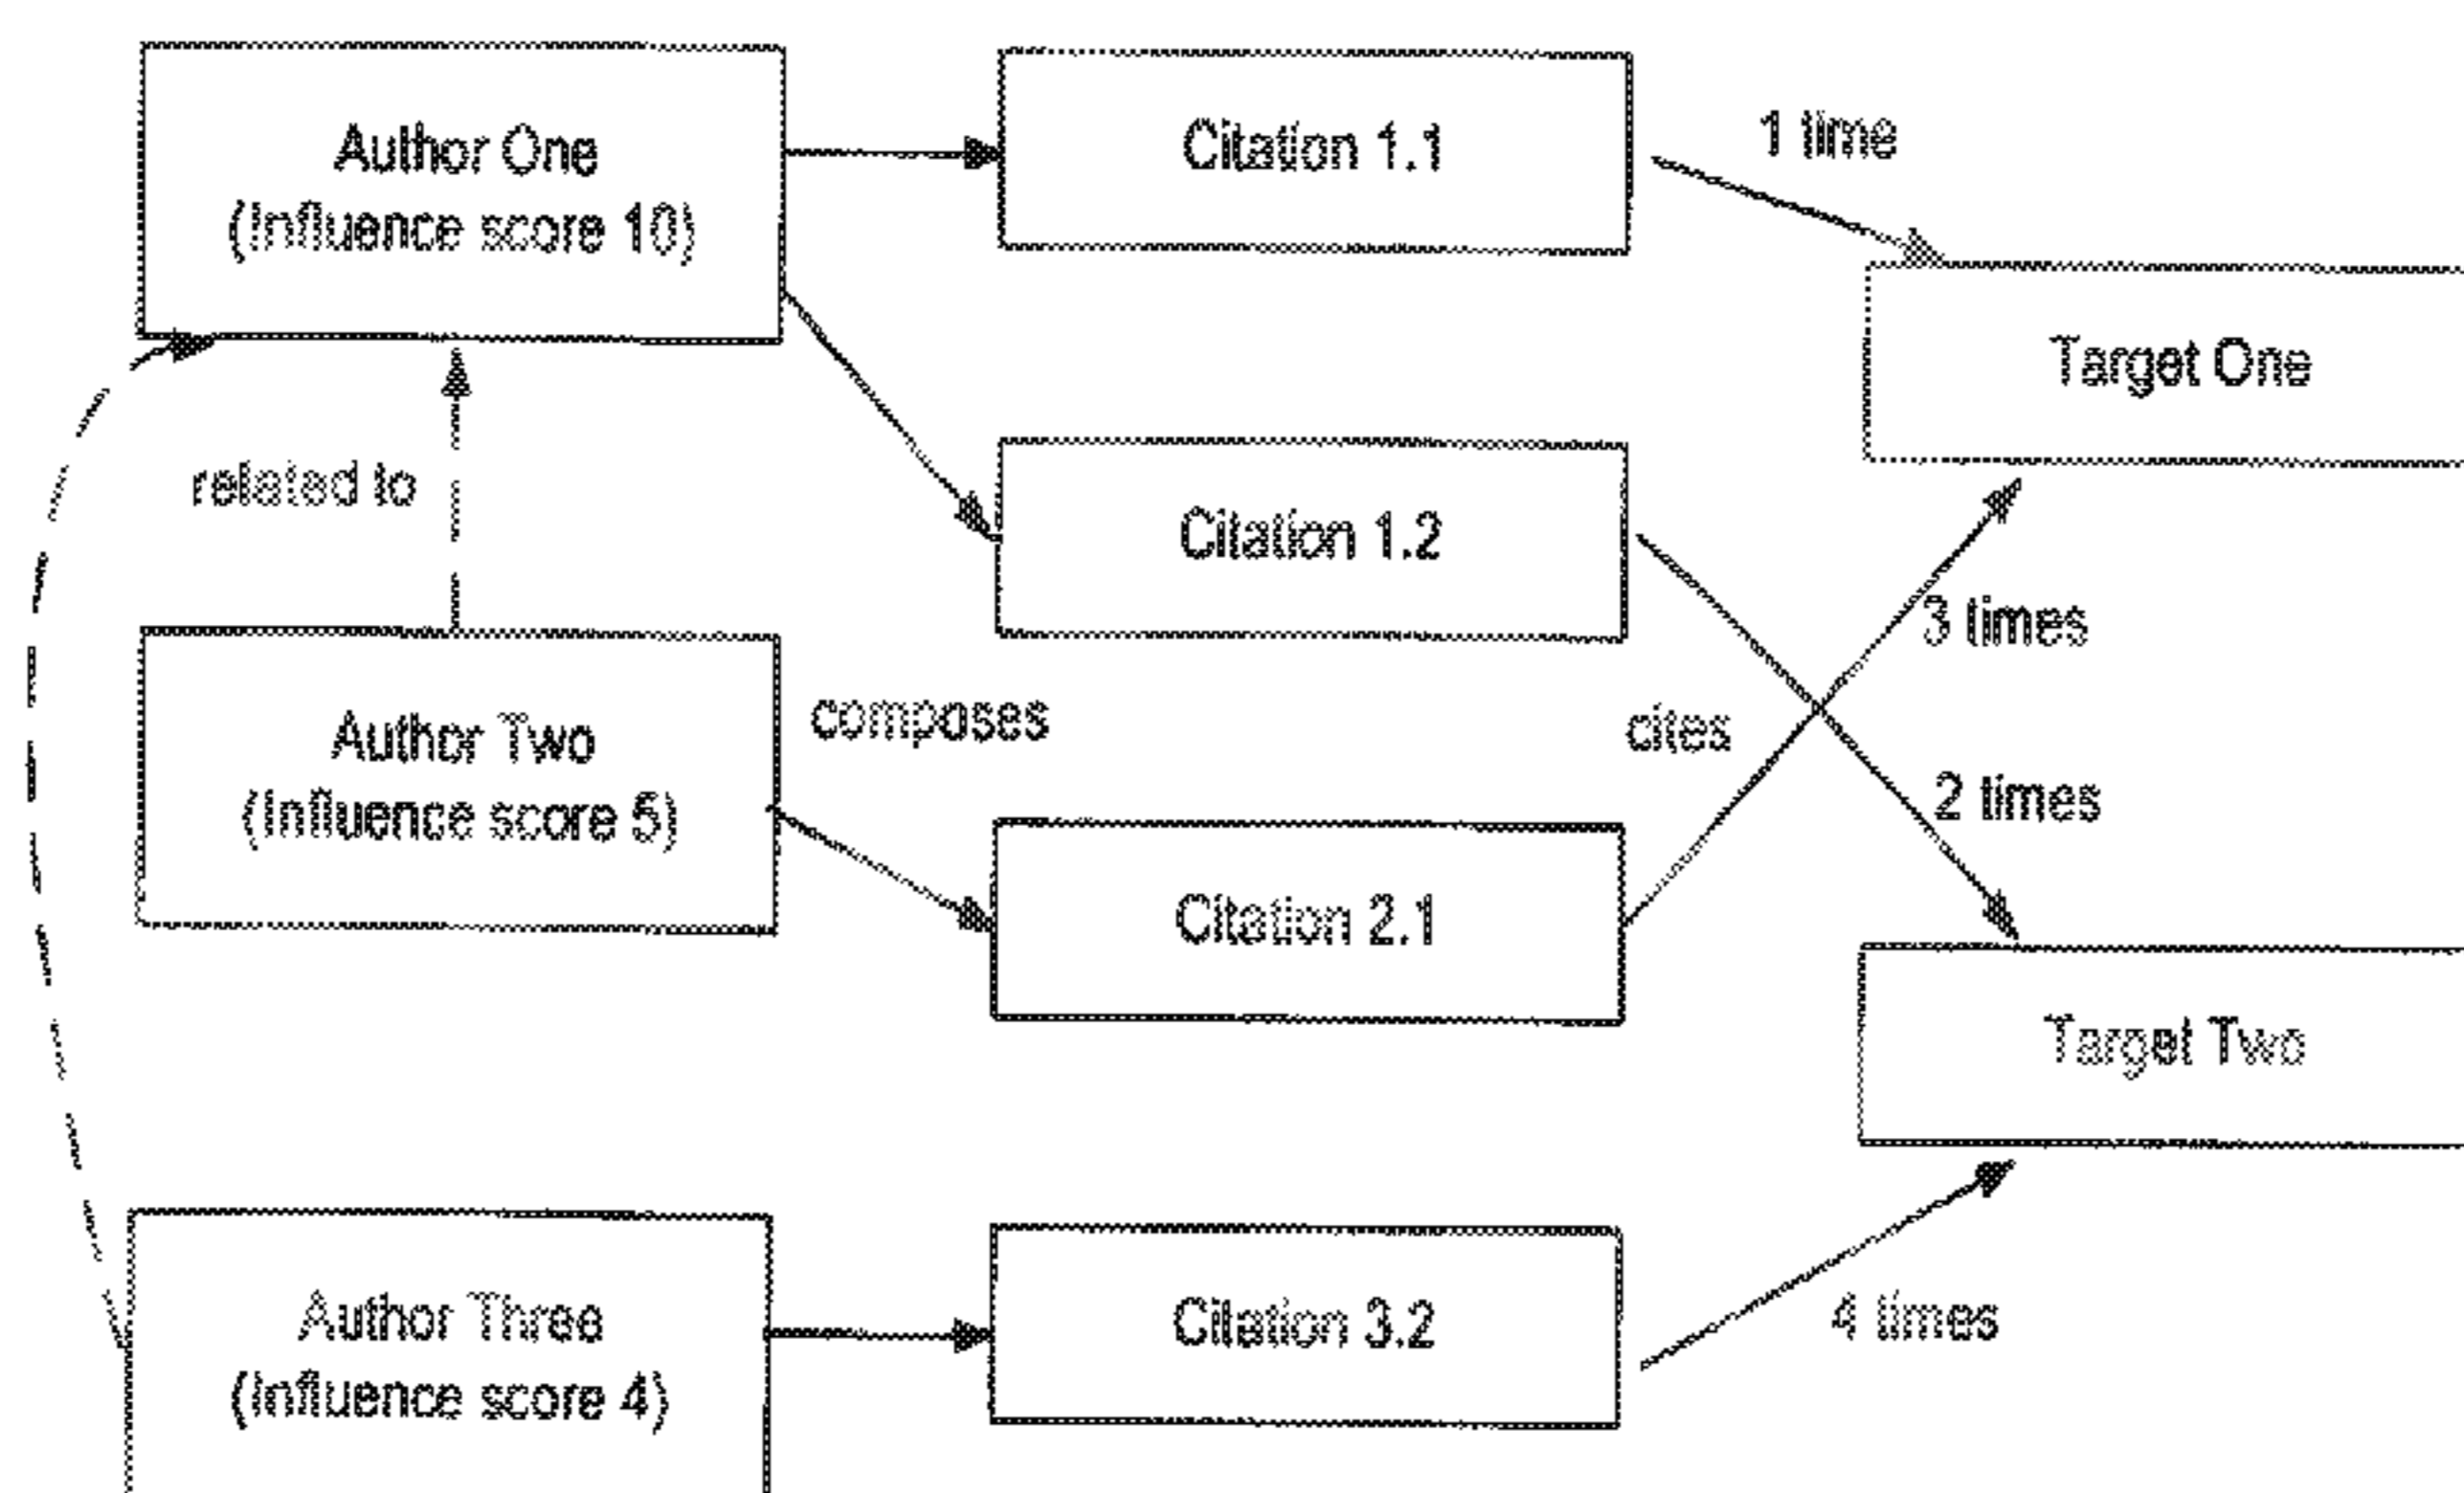 Author One
(Influence score 10)
Citation 1.1
1 time
Target One
related to
Citation 1.2
3 times
Author Two
(Influence score 5)
composes
cites
2 times
Citation 2.1
Target Two
Author Three
(Influence score 4)
Citation 3.2
4 times